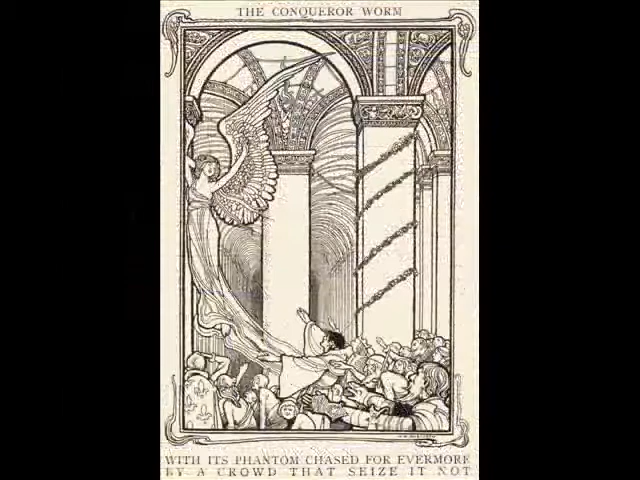 THE CONQUEROR WORM
WITH ITS PHANTOM CHASED FOR EVERMORE
BY A CROWD THAT SEIZE IT NOT